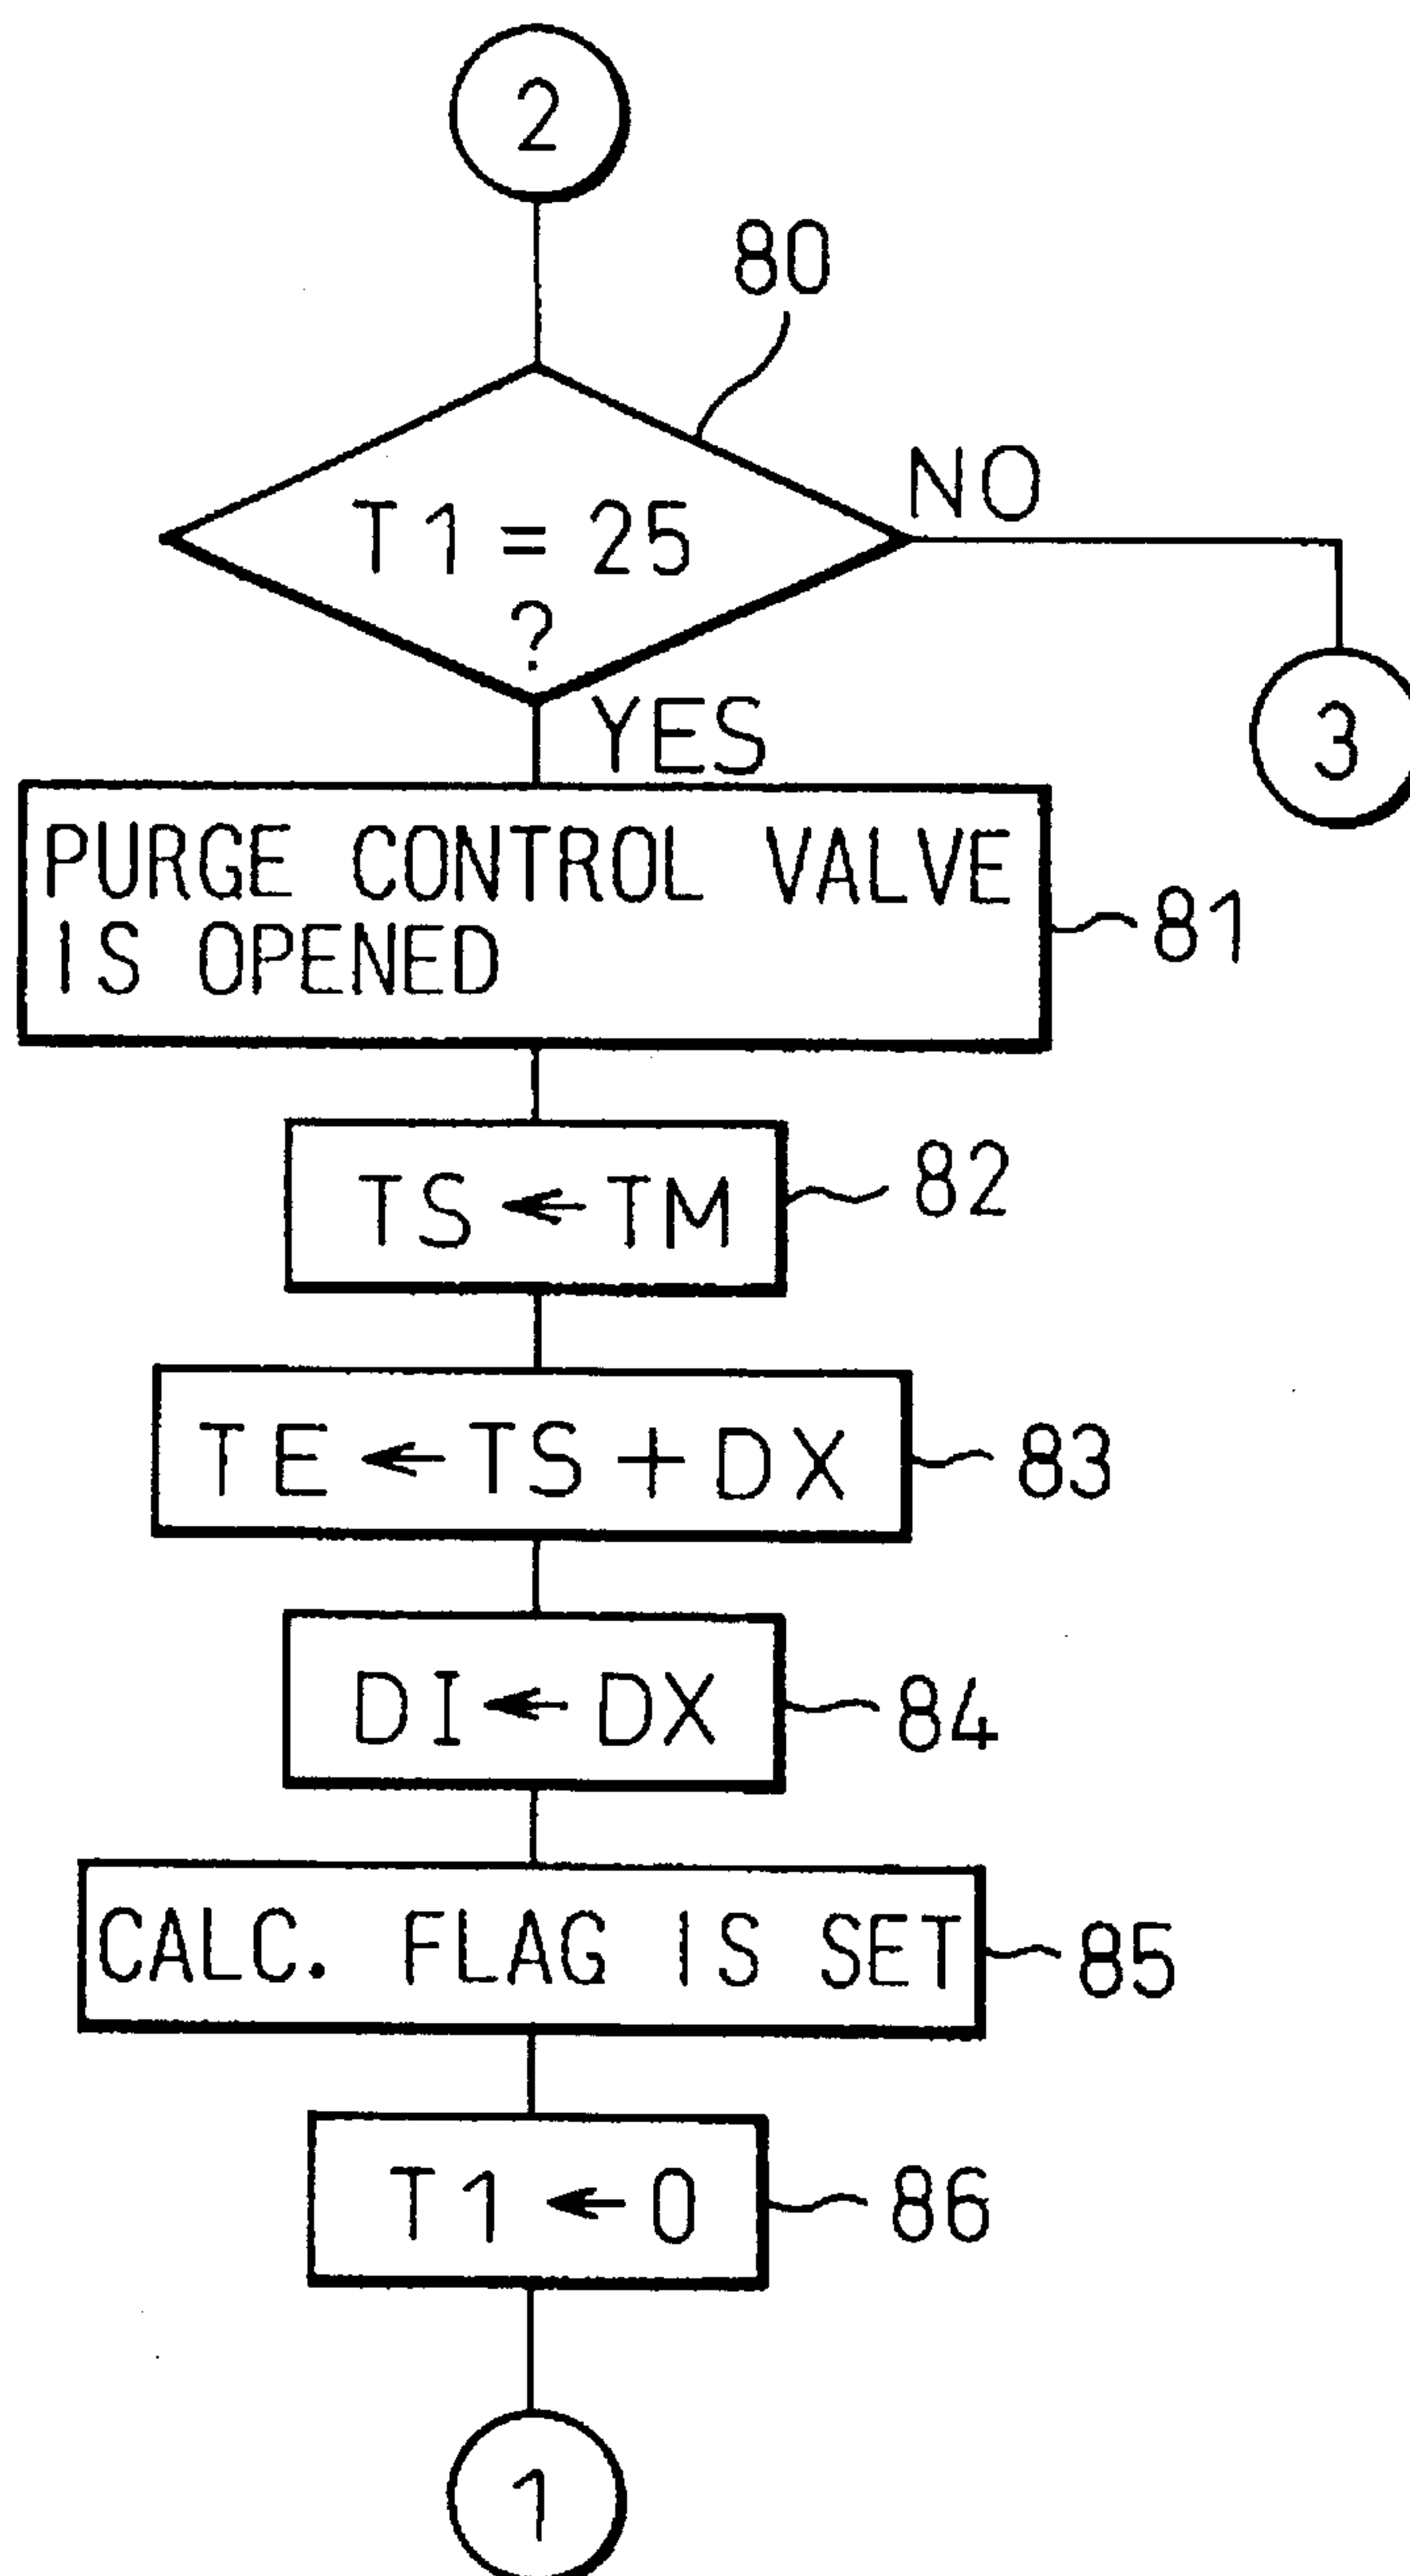 2
80
T1 = 25
?
NO
3
YES
PURGE CONTROL VALVE
IS OPENED
81
TS ← TM
82
TE ← TS + DX
83
DI ← DX
84
CALC. FLAG IS SET
85
T1 ← 0
86
1